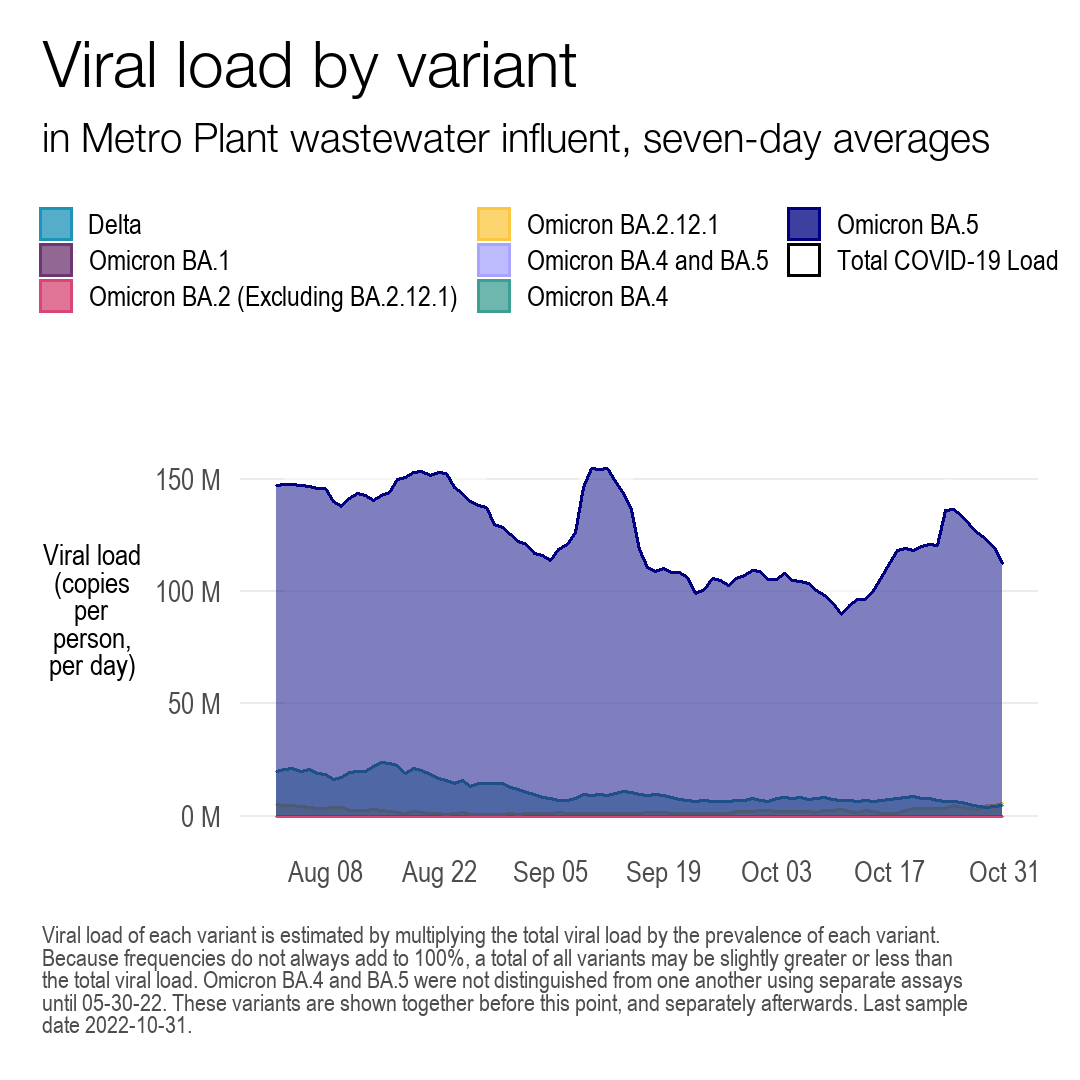 Viral load by variant
in Metro Plant wastewater influent, seven-day averages
Delta
Omicron BA.1
Omicron BA.2 (Excluding BA.2.12.1)
Omicron BA.2.12.1
Omicron BA.4 and BA.5
Omicron BA.4
Omicron BA.5
Total COVID-19 Load
Viral load
(copies
per
person,
per day)
150 M
100 M
50 M
0 M
Aug 08
Aug 22
Sep 05
Sep 19
Oct 03
Oct 17
Oct 31
Viral load of each variant is estimated by multiplying the total viral load by the prevalence of each variant.
Because frequencies do not always add to 100%, a total of all variants may be slightly greater or less than
the total viral load. Omicron BA.4 and BA.5 were not distinguished from one another using separate assays
until 05-30-22. These variants are shown together before this point, and separately afterwards. Last sample
date 2022-10-31.